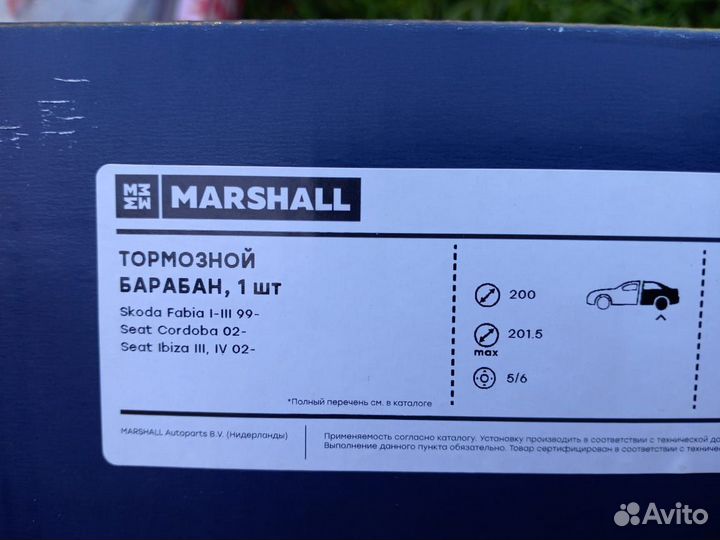 MARSHALL
ТОРМОЗНОЙ
БАРАБАН, 1 шт
Skoda Fabia I-III 99-
Seat Cordoba 02-
Seat Ibiza III, IV 02-
*Полный перечень см. в каталоге
200
201.5
max
5/6
MARSHALL Autoparts B.V. (Нидерланды)
Применяемость согласно каталогу. Установку производить в соответствии с технической до
Выполнение данного пункта обязательно. Товар сертифицирован в соответствии с техниче
Avito